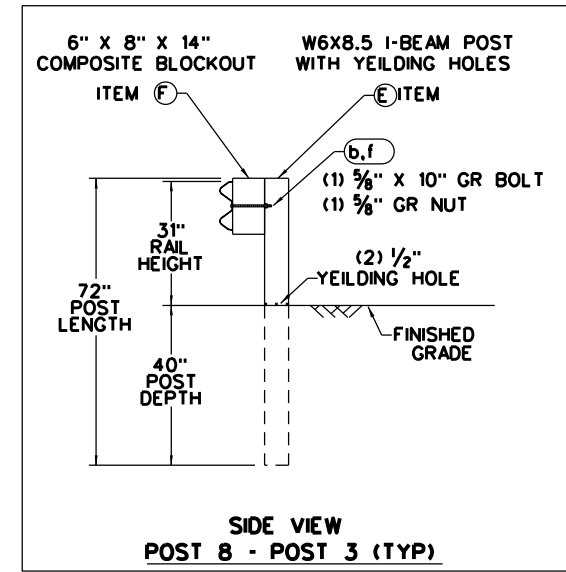 6" X 8" X 14"
COMPOSITE BLOCKOUT
ITEM F
W6X8.5 I-BEAM POST
WITH YEILDING HOLES
E ITEM
b,f
(1) 5/8" X 10" GR BOLT
(1) 5/8" GR NUT
31"
RAIL
HEIGHT
(2) 1/2"
YEILDING HOLE
72"
POST
LENGTH
FINISHED
GRADE
40"
POST
DEPTH
SIDE VIEW
POST 8 - POST 3 (TYP)